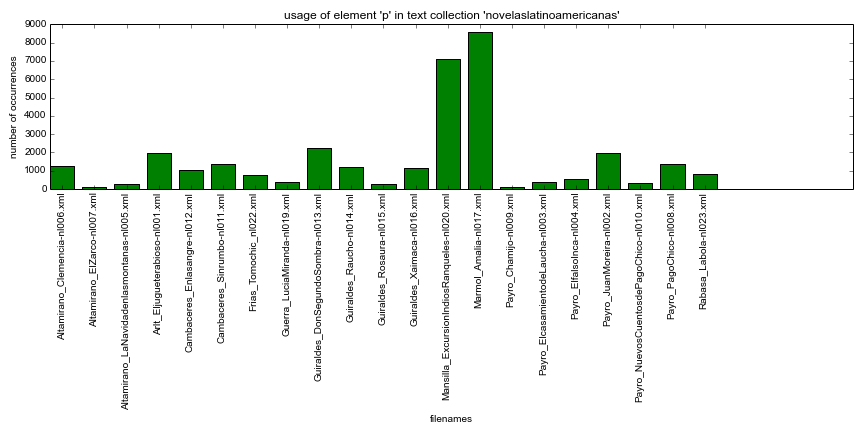 usage of element 'p' in text collection 'novelaslatinoamericanas'
number of occurrences
9000
8000
7000
6000
5000
4000
3000
2000
1000
0
Altamirano_Clemencia-nl006.xml
Altamirano_ElZarco-nl007.xml
Altamirano_LaNavidadenlasmontanas-nl005.xml
Arlt_Eljugueterabioso-nl001.xml
Cambaceres_Enlasangre-nl012.xml
Cambaceres_Sinrumbo-nl011.xml
Frias_Tomochic_nl022.xml
Guerra_LuciaMiranda-nl019.xml
Guiraldes_DonSegundoSombra-nl013.xml
Guiraldes_Raucho-nl014.xml
Guiraldes_Rosaura-nl015.xml
Guiraldes_Xaimaca-nl016.xml
Mansilla_ExcursionIndiosRanqueles-nl020.xml
Marmol_Amalia-nl017.xml
Payro_Chamijo-nl009.xml
Payro_ElcasamientodeLaucha-nl003.xml
Payro_ElfalsoInca-nl004.xml
Payro_JuanMoreira-nl002.xml
Payro_NuevosCuentosdePagoChico-nl010.xml
Payro_PagoChico-nl008.xml
Rabasa_Labola-nl023.xml
filenames